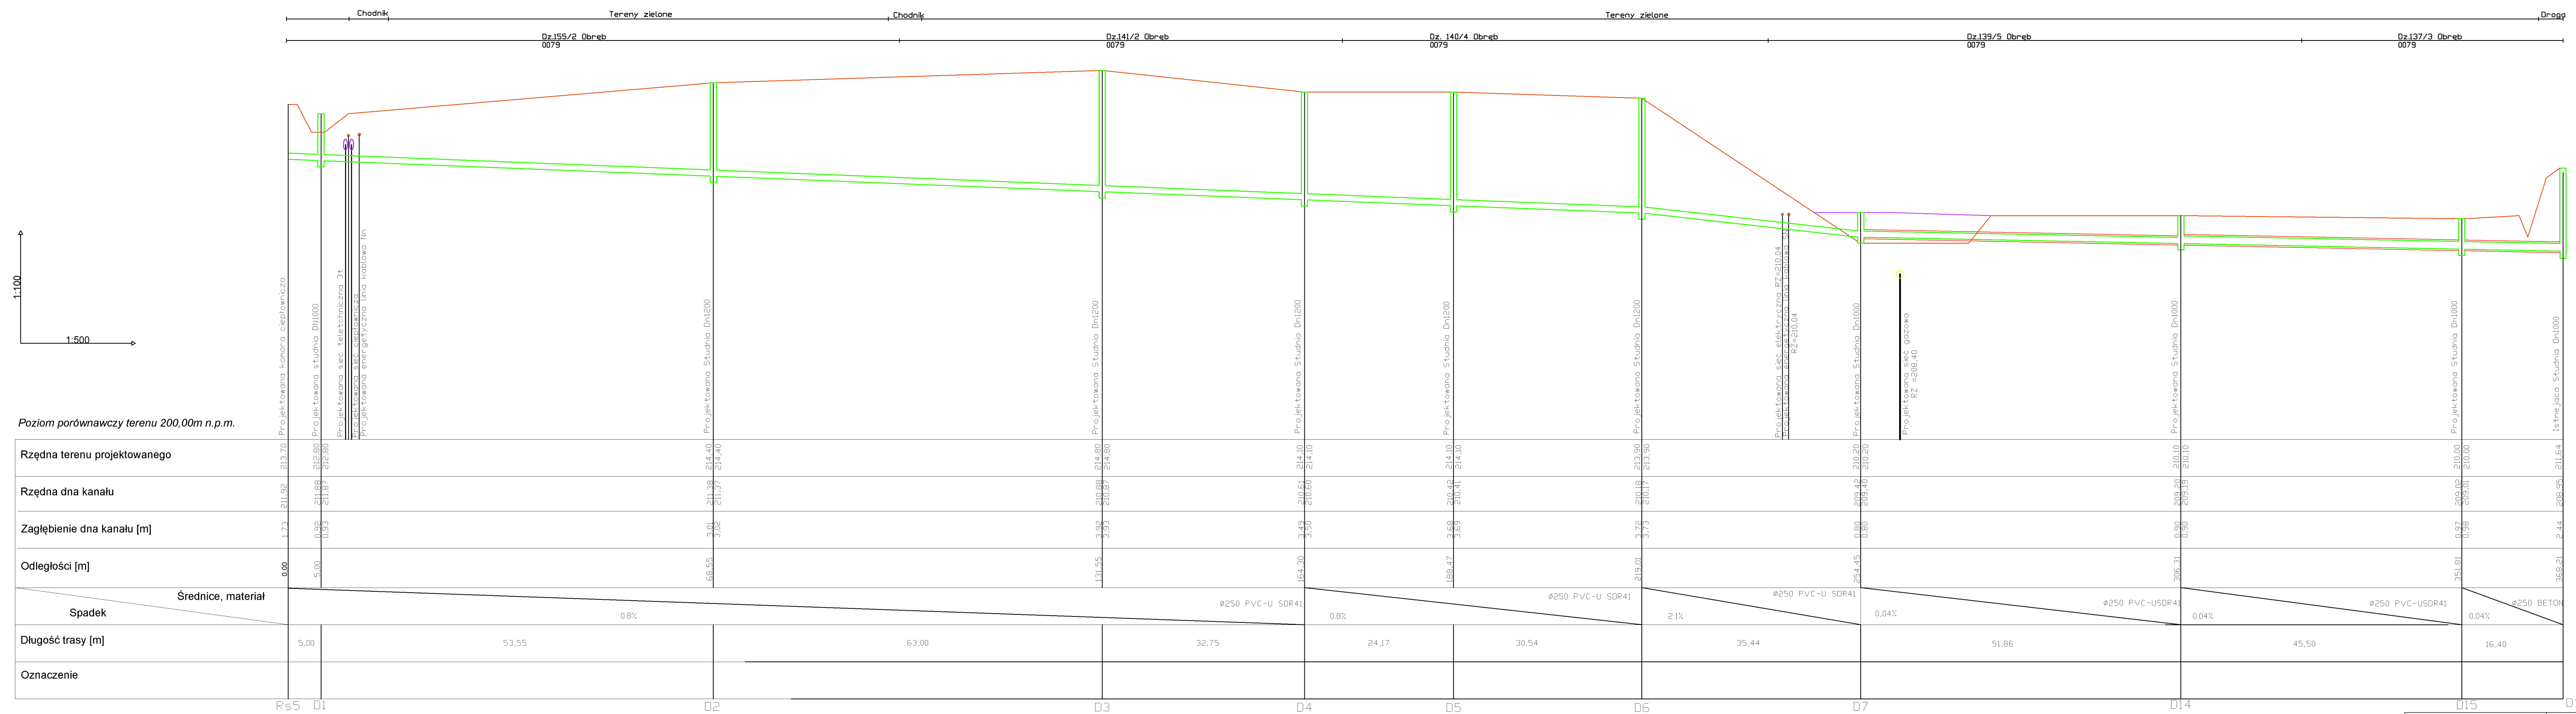 Chodnik
Tereny zielone
Chodnik
Tereny zielone
Droga
Dz.155/2 Obręb
0079
Dz.141/2 Obręb
0079
Dz. 140/4 Obręb
0079
Dz.139/5 Obręb
0079
Dz.137/3 Obręb
0079
1:100
1:500
Projektowana komora ciepłownicza
Projektowana studnia DN1000
Projektowana sieć teletchniczna 3t
Projektowana sieć ciepłownicza
Projektowana energetyczna linia kablowa Nn
Projektowana Studnia Dn1200
Projektowana Studnia Dn1200
Projektowana Studnia Dn1200
Projektowana Studnia Dn1200
Projektowana Studnia Dn1200
Projektowana sieć elektryczna RZ=210.04
Projektowana energetyczna linia kablowa SN
RZ=210.04
Projektowana Studnia Dn1000
Projektowana sieć gazowa
RZ =208.40
Projektowana Studnia Dn1000
Projektowana Studnia Dn1000
Istnejaca Studnia Dn1000
Poziom porównawczy terenu 200,00m n.p.m.
Rzędna terenu projektowanego
213.70 212.80 212.80 214.40 214.40 214.80 214.80 214.10 214.10 214.10 214.10 213.90 213.90 210.20 210.20 210.10 210.10 210.00 210.00 211.64
Rzędna dna kanału
211.92 211.88 211.87 211.38 211.37 210.88 210.87 210.61 210.60 210.42 210.41 210.18 210.17 209.42 209.40 209.20 209.19 209.02 209.01 208.95
Zagłębienie dna kanału [m]
1.73 0.92 0.93 3.01 3.02 3.92 3.93 3.49 3.50 3.68 3.69 3.72 3.73 0.80 0.80 0.90 0.90 0.97 0.98 2.44
Odległości [m]
0.00 5.00 68.55 131.55 164.30 188.47 219.01 254.45 306.31 351.81 368.21
Średnice, materiał
ø250 PVC-U SDR41 ø250 PVC-U SDR41 ø250 PVC-U SDR41 ø250 PVC-USDR41 ø250 PVC-USDR41 ø250 BETON
Spadek
0.8% 0.8% 2.1% 0,04% 0.04% 0.04%
Długość trasy [m]
5,00 53,55 63,00 32,75 24,17 30,54 35,44 51,86 45,50 16,40
Oznaczenie
Rs5 D1 D2 D3 D4 D5 D6 D7 D14 D15